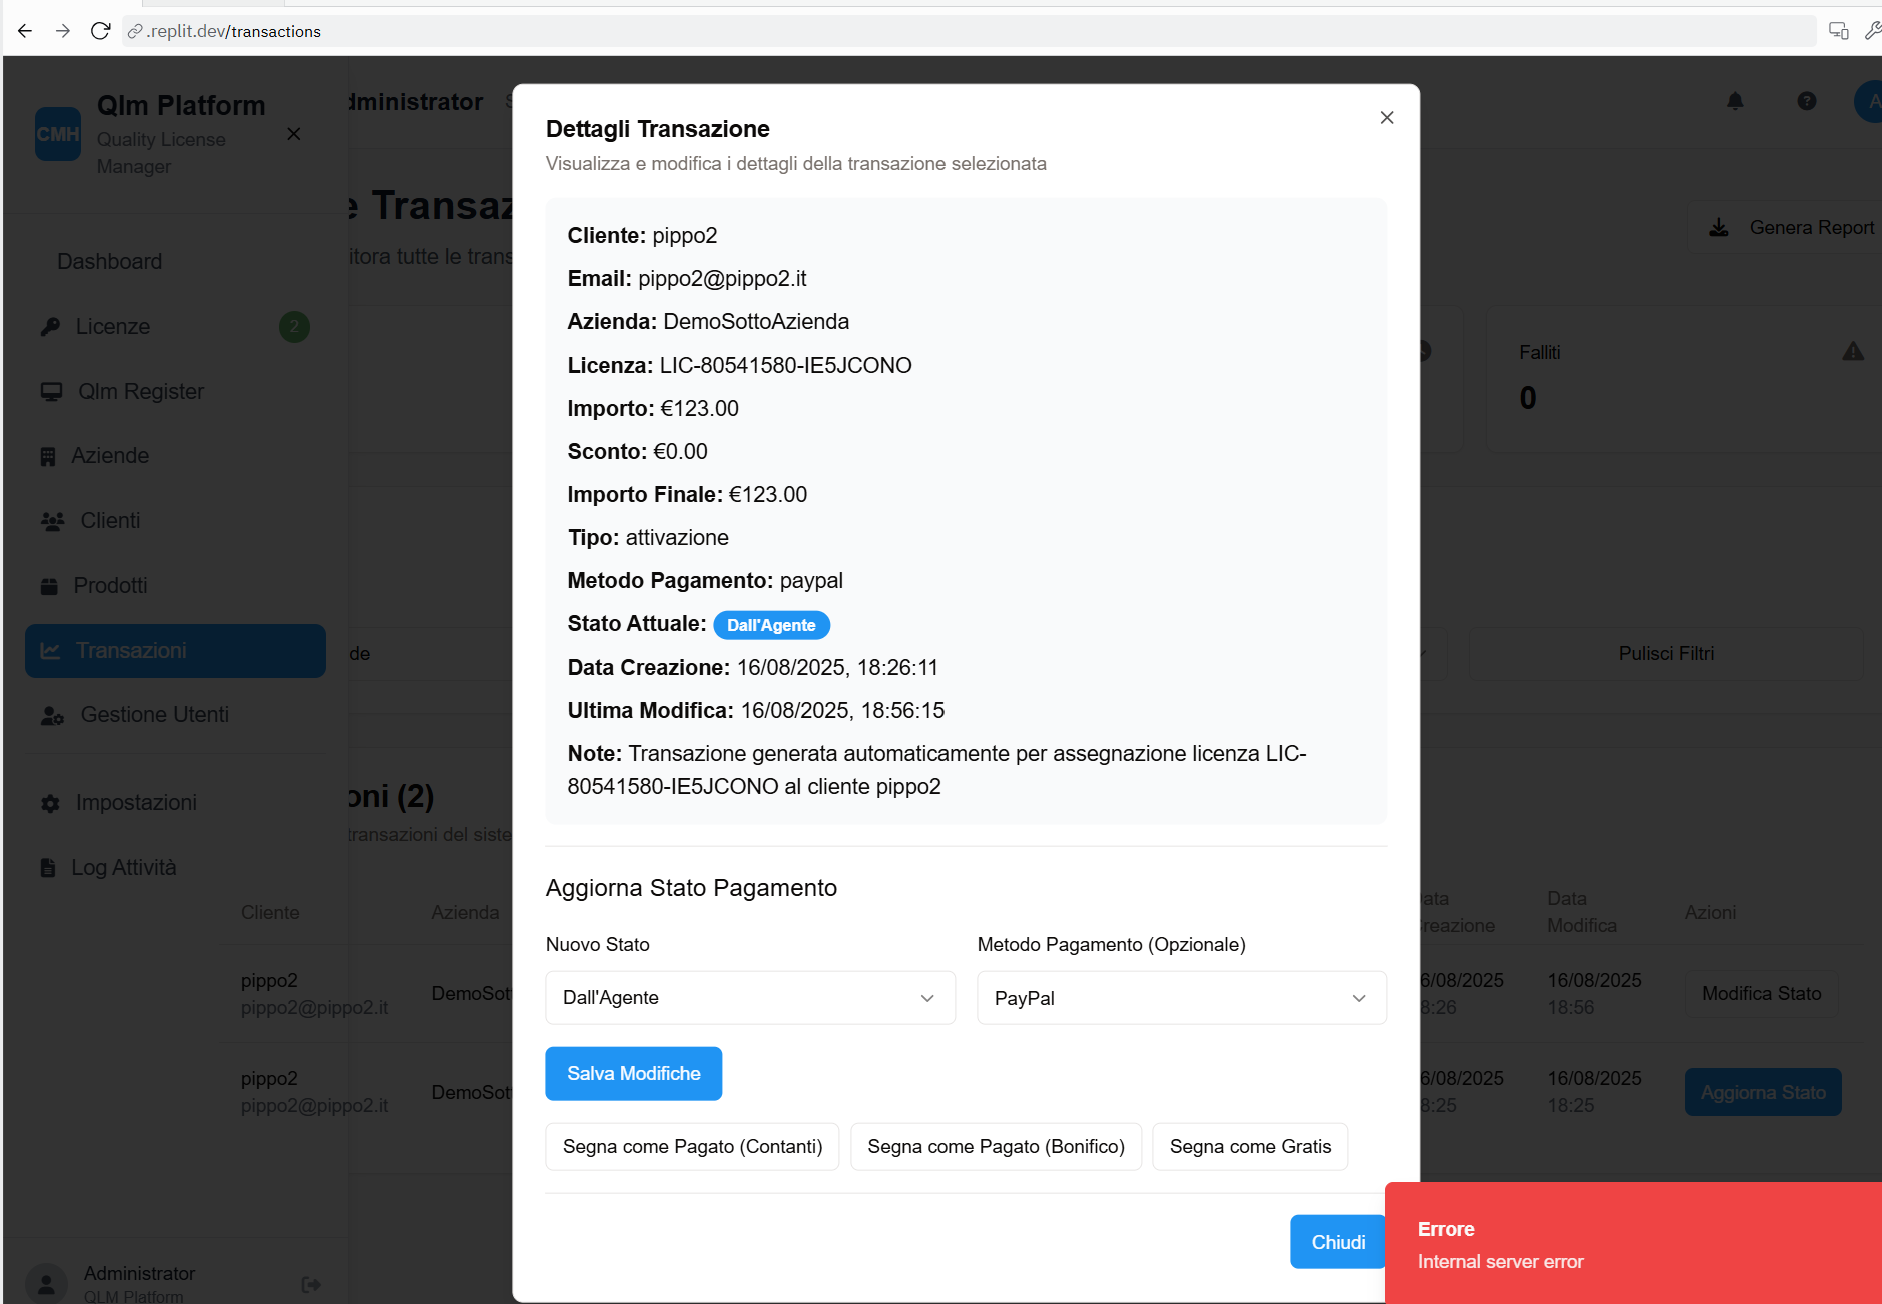 .replit.dev/transactions
CMH
Qlm Platform
Quality License
Manager
dministrator
Dashboard
Licenze
2
Qlm Register
Aziende
Clienti
Prodotti
Transazioni
Gestione Utenti
Impostazioni
Log Attività
Administrator
QLM Platform
e Transaz
itora tutte le trans
Genera Report
Falliti
0
de
Pulisci Filtri
oni (2)
transazioni del siste
Cliente
Azienda
ata
reazione
Data
Modifica
Azioni
pippo2
pippo2@pippo2.it
DemoSott
6/08/2025
8:26
16/08/2025
18:56
Modifica Stato
pippo2
pippo2@pippo2.it
DemoSott
6/08/2025
8:25
16/08/2025
18:25
Aggiorna Stato
Dettagli Transazione
Visualizza e modifica i dettagli della transazione selezionata
Cliente: pippo2
Email: pippo2@pippo2.it
Azienda: DemoSottoAzienda
Licenza: LIC-80541580-IE5JCONO
Importo: €123.00
Sconto: €0.00
Importo Finale: €123.00
Tipo: attivazione
Metodo Pagamento: paypal
Stato Attuale: Dall'Agente
Data Creazione: 16/08/2025, 18:26:11
Ultima Modifica: 16/08/2025, 18:56:15
Note: Transazione generata automaticamente per assegnazione licenza LIC-
80541580-IE5JCONO al cliente pippo2
Aggiorna Stato Pagamento
Nuovo Stato
Metodo Pagamento (Opzionale)
Dall'Agente
PayPal
Salva Modifiche
Segna come Pagato (Contanti)
Segna come Pagato (Bonifico)
Segna come Gratis
Chiudi
Errore
Internal server error